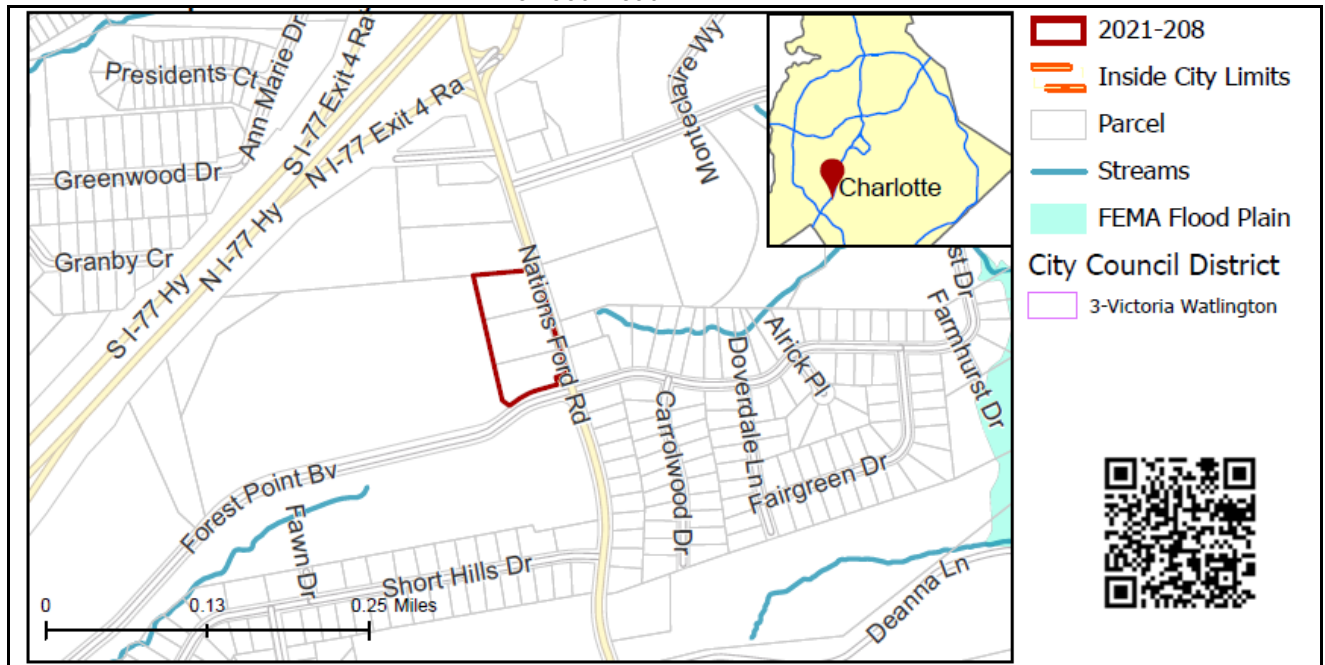 Presidents Ct
Ann Marie Dr
S I-77 Exit 4 Ra
N I-77 Exit 4 Ra
Monteclaire Wy
Greenwood Dr
Granby Cr
S I-77 Hy
N I-77 Hy
Nations Ford Rd
Charlotte
st Dr
Farmhurst Dr
Alrick Pl
Doverdale Ln
Carrolwood Dr
Fairgreen Dr
Forest Point Bv
Fawn Dr
Short Hills Dr
Deanna Ln
0 0.13 0.25 Miles
2021-208
Inside City Limits
Parcel
Streams
FEMA Flood Plain
City Council District
3-Victoria Watlington